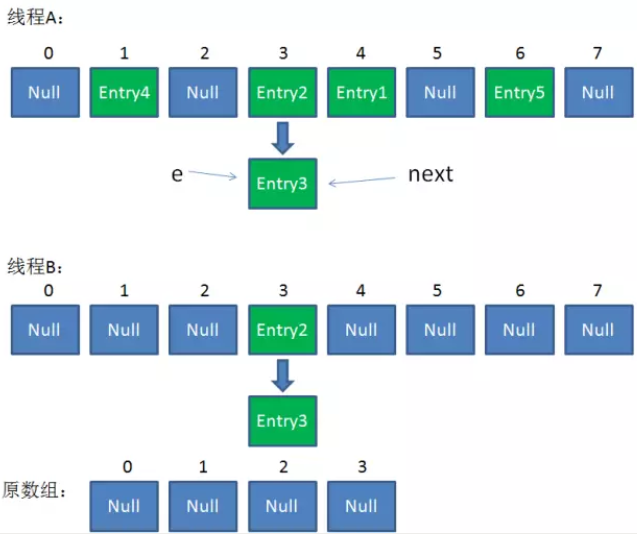 线程A:
0 1 2 3 4 5 6 7
Null Entry4 Null Entry2 Entry1 Null Entry5 Null
e Entry3 next
线程B:
0 1 2 3 4 5 6 7
Null Null Null Entry2 Null Null Null Null
Entry3
0 1 2 3
原数组: Null Null Null Null